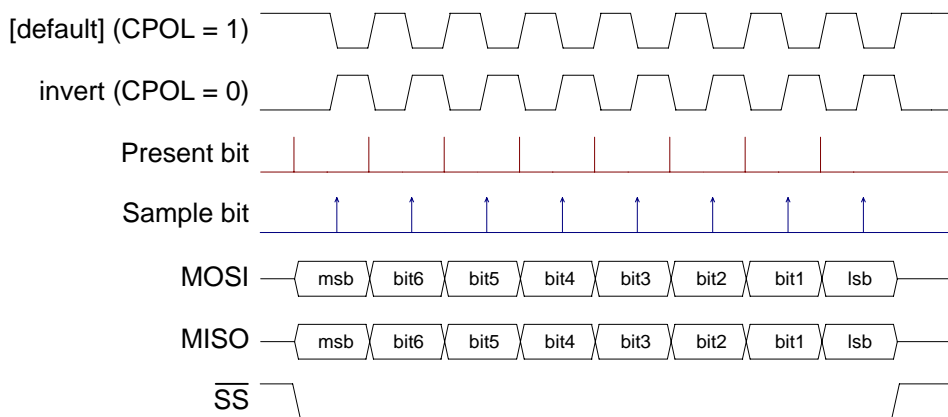 [default] (CPOL = 1)
invert (CPOL = 0)
Present bit
Sample bit
MOSI msb bit6 bit5 bit4 bit3 bit2 bit1 lsb
MISO msb bit6 bit5 bit4 bit3 bit2 bit1 lsb
SS